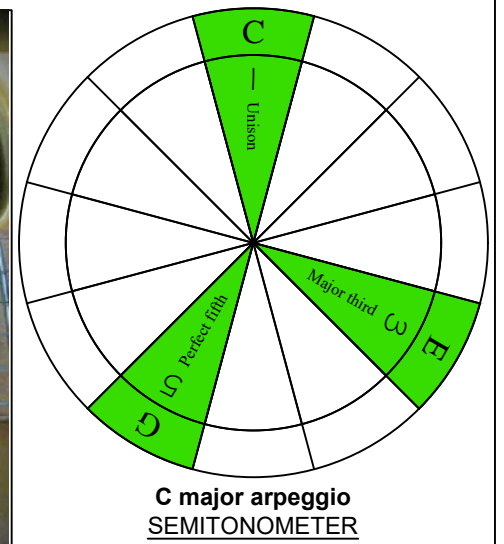 C
1 Unison
Major third 3
E
Perfect fifth
5
G
C major arpeggio
SEMITONOMETER